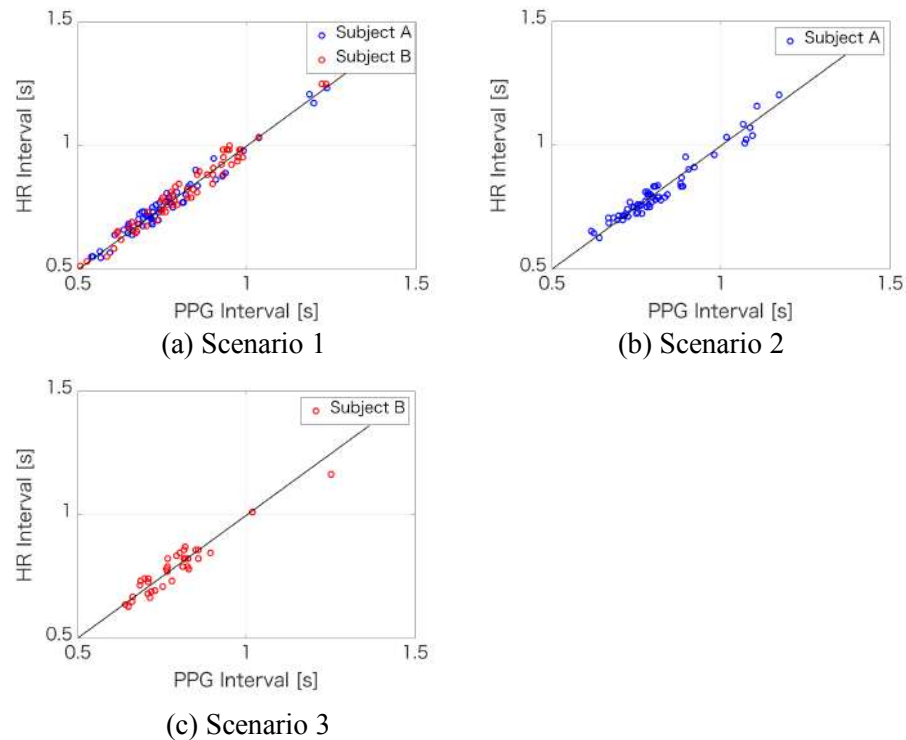 1.5
Subject A
Subject B
HR Interval [s]
1
0.5
0.5
1
1.5
PPG Interval [s]
(a) Scenario 1
1.5
Subject A
HR Interval [s]
1
0.5
0.5
1
1.5
PPG Interval [s]
(b) Scenario 2
1.5
Subject B
HR Interval [s]
1
0.5
0.5
1
1.5
PPG Interval [s]
(c) Scenario 3